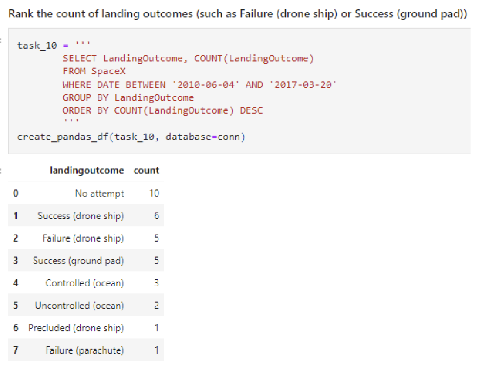 Rank the count of landing outcomes (such as Failure (drone ship) or Success (ground pad))
task_10 = '''
SELECT LandingOutcome, COUNT(LandingOutcome)
FROM SpaceX
WHERE DATE BETWEEN '2010-06-04' AND '2017-03-20'
GROUP BY LandingOutcome
ORDER BY COUNT(LandingOutcome) DESC
'''
create_pandas_df(task_10, database=conn)
landingoutcome count
0 No attempt 10
1 Success (drone ship) 6
2 Failure (drone ship) 5
3 Success (ground pad) 5
4 Controlled (ocean) 3
5 Uncontrolled (ocean) 2
6 Precluded (drone ship) 1
7 Failure (parachute) 1